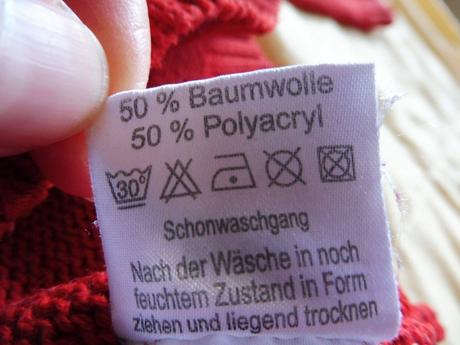 50 % Baumwolle
50 % Polyacryl
30°
Schonwaschgang
Nach der Wäsche in noch
feuchtem Zustand in Form
ziehen und liegend trocknen